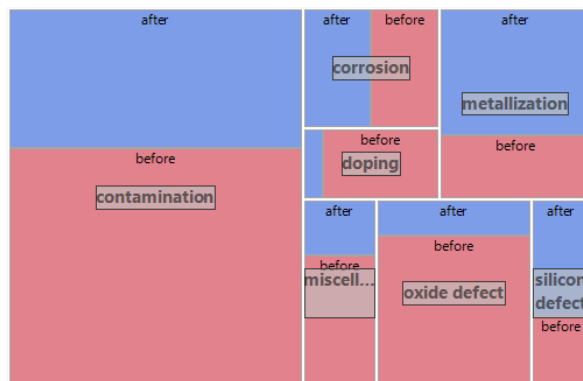 after
before
contamination
after
before
corrosion
before
doping
after
metallization
before
after
before
miscell...
after
before
oxide defect
after
silicon
defect
before